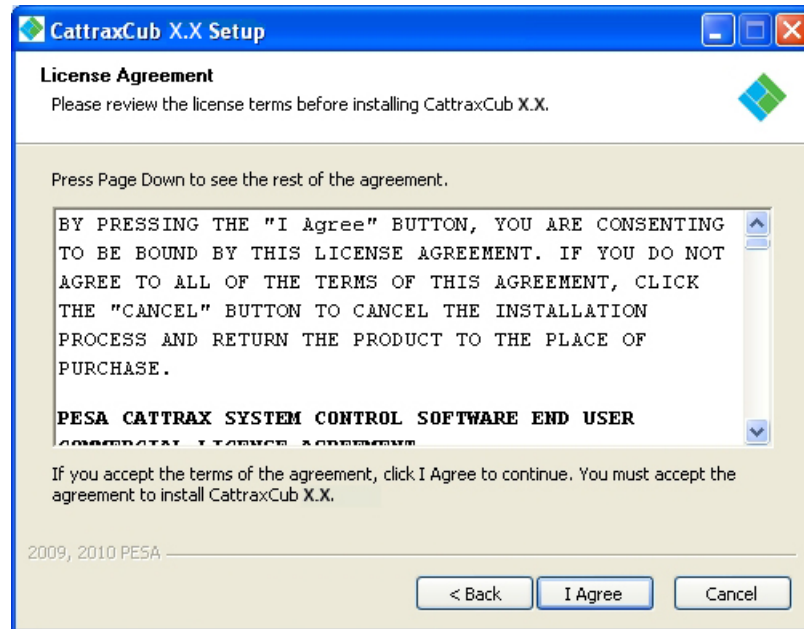 CattraxCub X.X Setup
License Agreement
Please review the license terms before installing CattraxCub X.X.
Press Page Down to see the rest of the agreement.
BY PRESSING THE "I Agree" BUTTON, YOU ARE CONSENTING
TO BE BOUND BY THIS LICENSE AGREEMENT. IF YOU DO NOT
AGREE TO ALL OF THE TERMS OF THIS AGREEMENT, CLICK
THE "CANCEL" BUTTON TO CANCEL THE INSTALLATION
PROCESS AND RETURN THE PRODUCT TO THE PLACE OF
PURCHASE.
PESA CATTRAX SYSTEM CONTROL SOFTWARE END USER
COMMERCIAL LICENSE AGREEMENT
If you accept the terms of the agreement, click I Agree to continue. You must accept the
agreement to install CattraxCub X.X.
2009, 2010 PESA
< Back I Agree Cancel